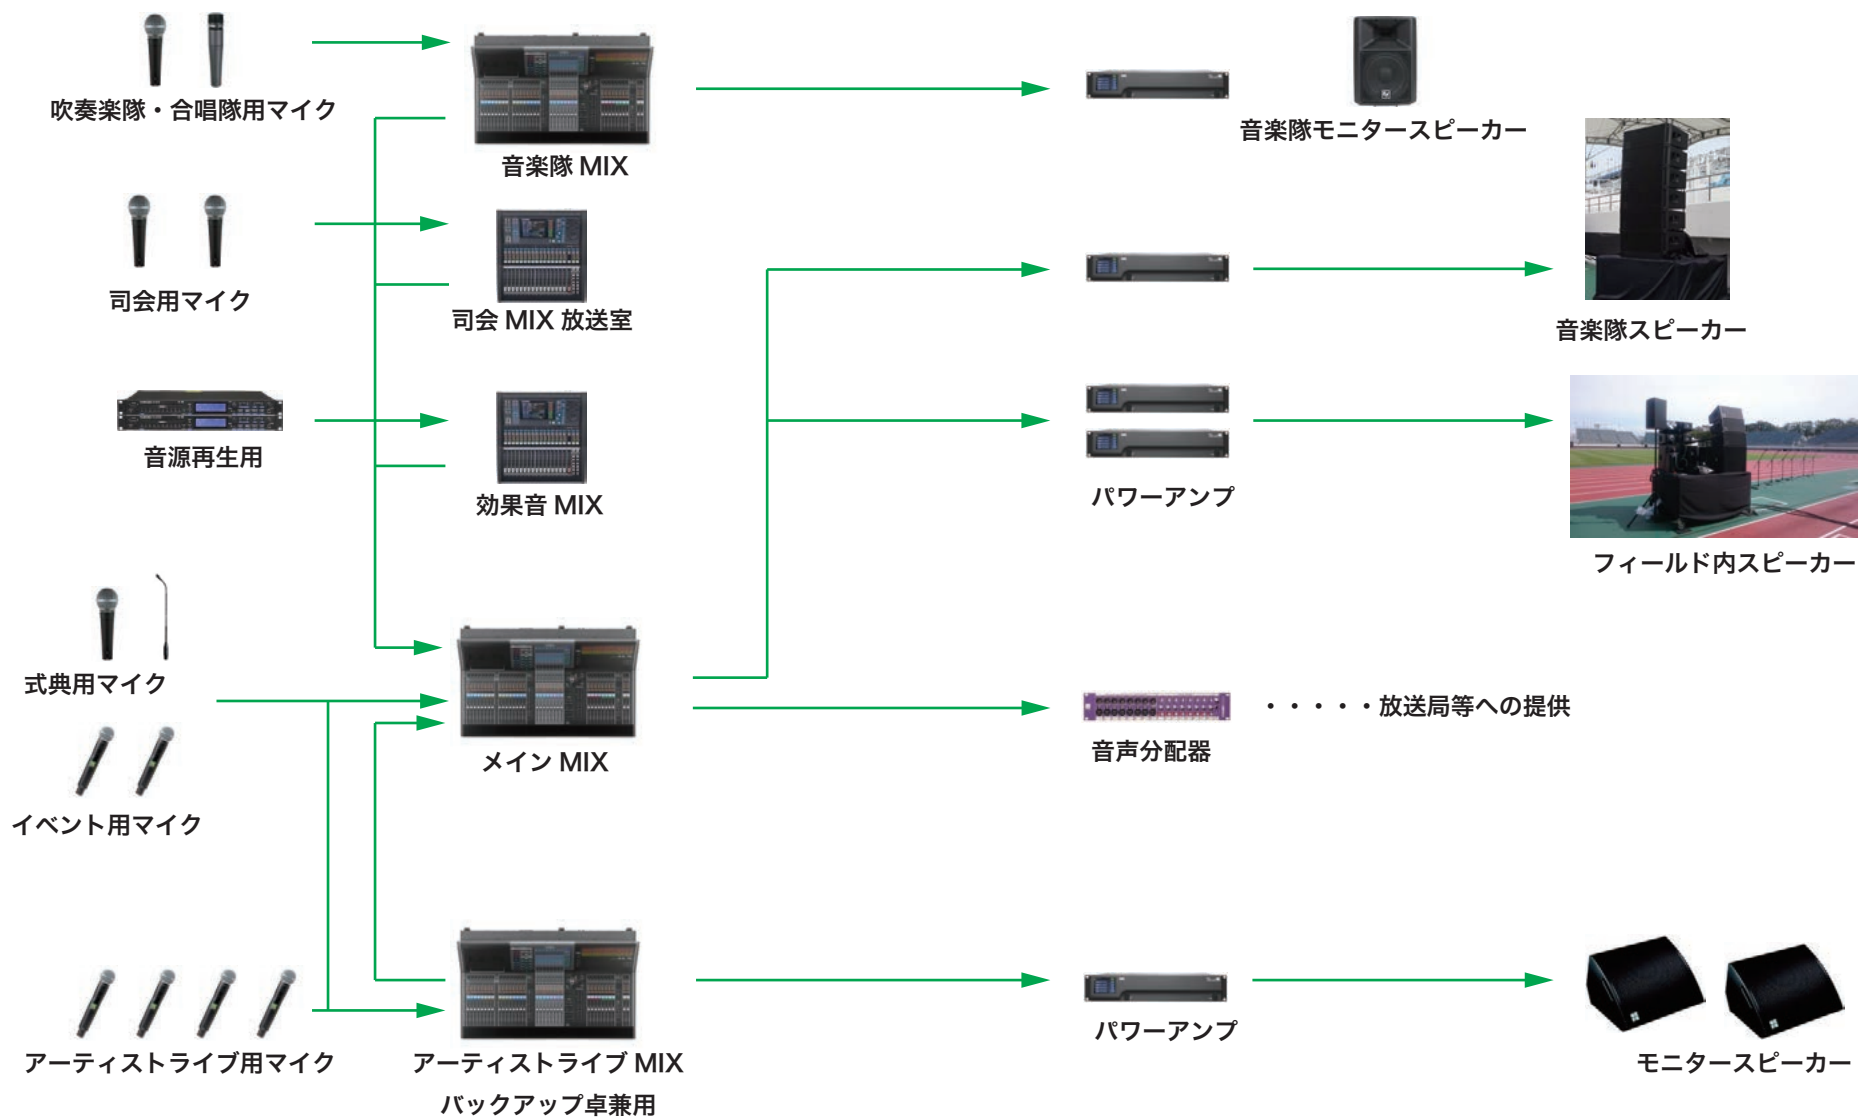 吹奏楽隊・合唱隊用マイク
音楽隊 MIX
音楽隊モニタースピーカー
司会用マイク
司会 MIX 放送室
音楽隊スピーカー
音源再生用
効果音 MIX
パワーアンプ
フィールド内スピーカー
式典用マイク
メイン MIX
音声分配器
・・・・・放送局等への提供
イベント用マイク
アーティストライブ用マイク
アーティストライブ MIX
バックアップ卓兼用
パワーアンプ
モニタースピーカー